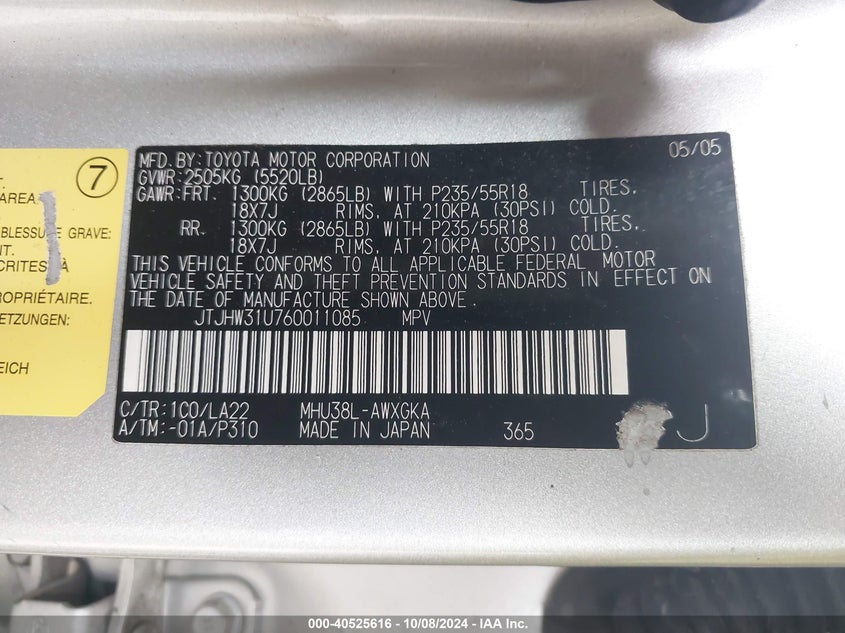 7
AREA
BLESSURE GRAVE:
NT.
CRITES À
ROPRIÉTAIRE.
ETZUNGEN
EICH
MFD.BY:TOYOTA MOTOR CORPORATION 05/05
GVWR:2505KG (5520LB)
GAWR:FRT. 1300KG (2865LB) WITH P235/55R18 TIRES,
18X7J RIMS, AT 210KPA (30PSI) COLD.
RR. 1300KG (2865LB) WITH P235/55R18 TIRES,
18X7J RIMS, AT 210KPA (30PSI) COLD.
THIS VEHICLE CONFORMS TO ALL APPLICABLE FEDERAL MOTOR
VEHICLE SAFETY AND THEFT PREVENTION STANDARDS IN EFFECT ON
THE DATE OF MANUFACTURE SHOWN ABOVE.
JTJHW31U760011085 MPV
C/TR:1C0/LA22 MHU38L-AWXGKA
A/TM:-01A/P310 MADE IN JAPAN 365 J
000-40525616 - 10/08/2024 - IAA Inc.